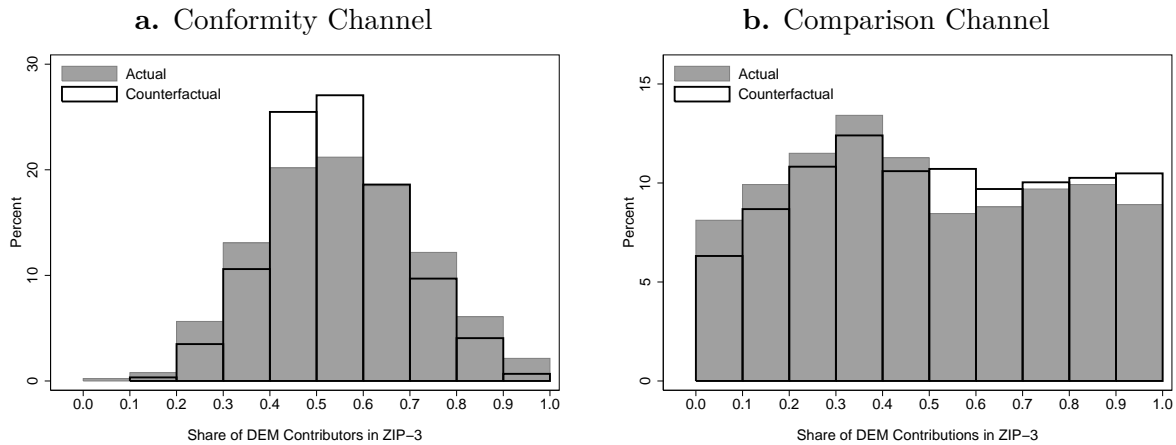 a. Conformity Channel
30
20
10
0
Percent
Actual
Counterfactual
0.0 0.1 0.2 0.3 0.4 0.5 0.6 0.7 0.8 0.9 1.0
Share of DEM Contributors in ZIP−3
b. Comparison Channel
15
10
5
0
Percent
Actual
Counterfactual
0.0 0.1 0.2 0.3 0.4 0.5 0.6 0.7 0.8 0.9 1.0
Share of DEM Contributions in ZIP−3